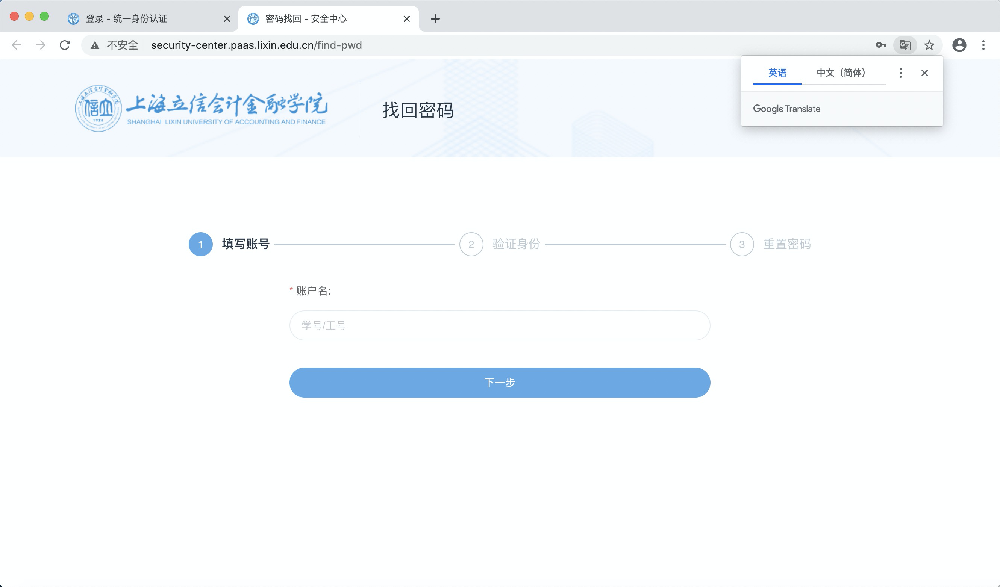 登录 - 统一身份认证
密码找回 - 安全中心
不安全
security-center.paas.lixin.edu.cn/find-pwd
英语
中文（简体）
Google Translate
上海立信会计金融学院
SHANGHAI LIXIN UNIVERSITY OF ACCOUNTING AND FINANCE
1928
找回密码
1 填写账号
2 验证身份
3 重置密码
* 账户名:
学号/工号
下一步